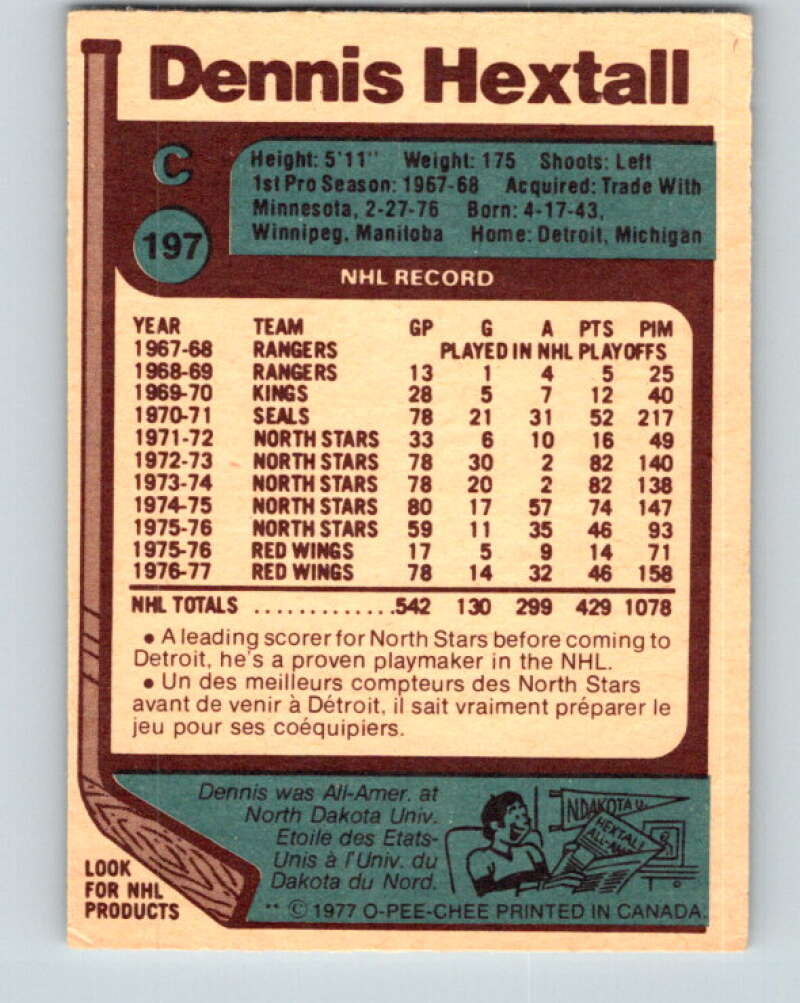 Dennis Hextall
C
197
Height: 5'11" Weight: 175 Shoots: Left
1st Pro Season: 1967-68 Acquired: Trade With
Minnesota, 2-27-76 Born: 4-17-43,
Winnipeg, Manitoba Home: Detroit, Michigan
NHL RECORD
YEAR TEAM GP G A PTS PIM
1967-68 RANGERS PLAYED IN NHL PLAYOFFS
1968-69 RANGERS 13 1 4 5 25
1969-70 KINGS 28 5 7 12 40
1970-71 SEALS 78 21 31 52 217
1971-72 NORTH STARS 33 6 10 16 49
1972-73 NORTH STARS 78 30 2 82 140
1973-74 NORTH STARS 78 20 2 82 138
1974-75 NORTH STARS 80 17 57 74 147
1975-76 NORTH STARS 59 11 35 46 93
1975-76 RED WINGS 17 5 9 14 71
1976-77 RED WINGS 78 14 32 46 158
NHL TOTALS .............542 130 299 429 1078
• A leading scorer for North Stars before coming to
Detroit, he's a proven playmaker in the NHL.
• Un des meilleurs compteurs des North Stars
avant de venir à Détroit, il sait vraiment préparer le
jeu pour ses coéquipiers.
Dennis was All-Amer. at
North Dakota Univ.
Etoile des Etats-
Unis à l'Univ. du
Dakota du Nord.
N.DAKOTA U.
HEXTALL
ALL-AM
LOOK
FOR NHL
PRODUCTS
** © 1977 O-PEE-CHEE PRINTED IN CANADA.